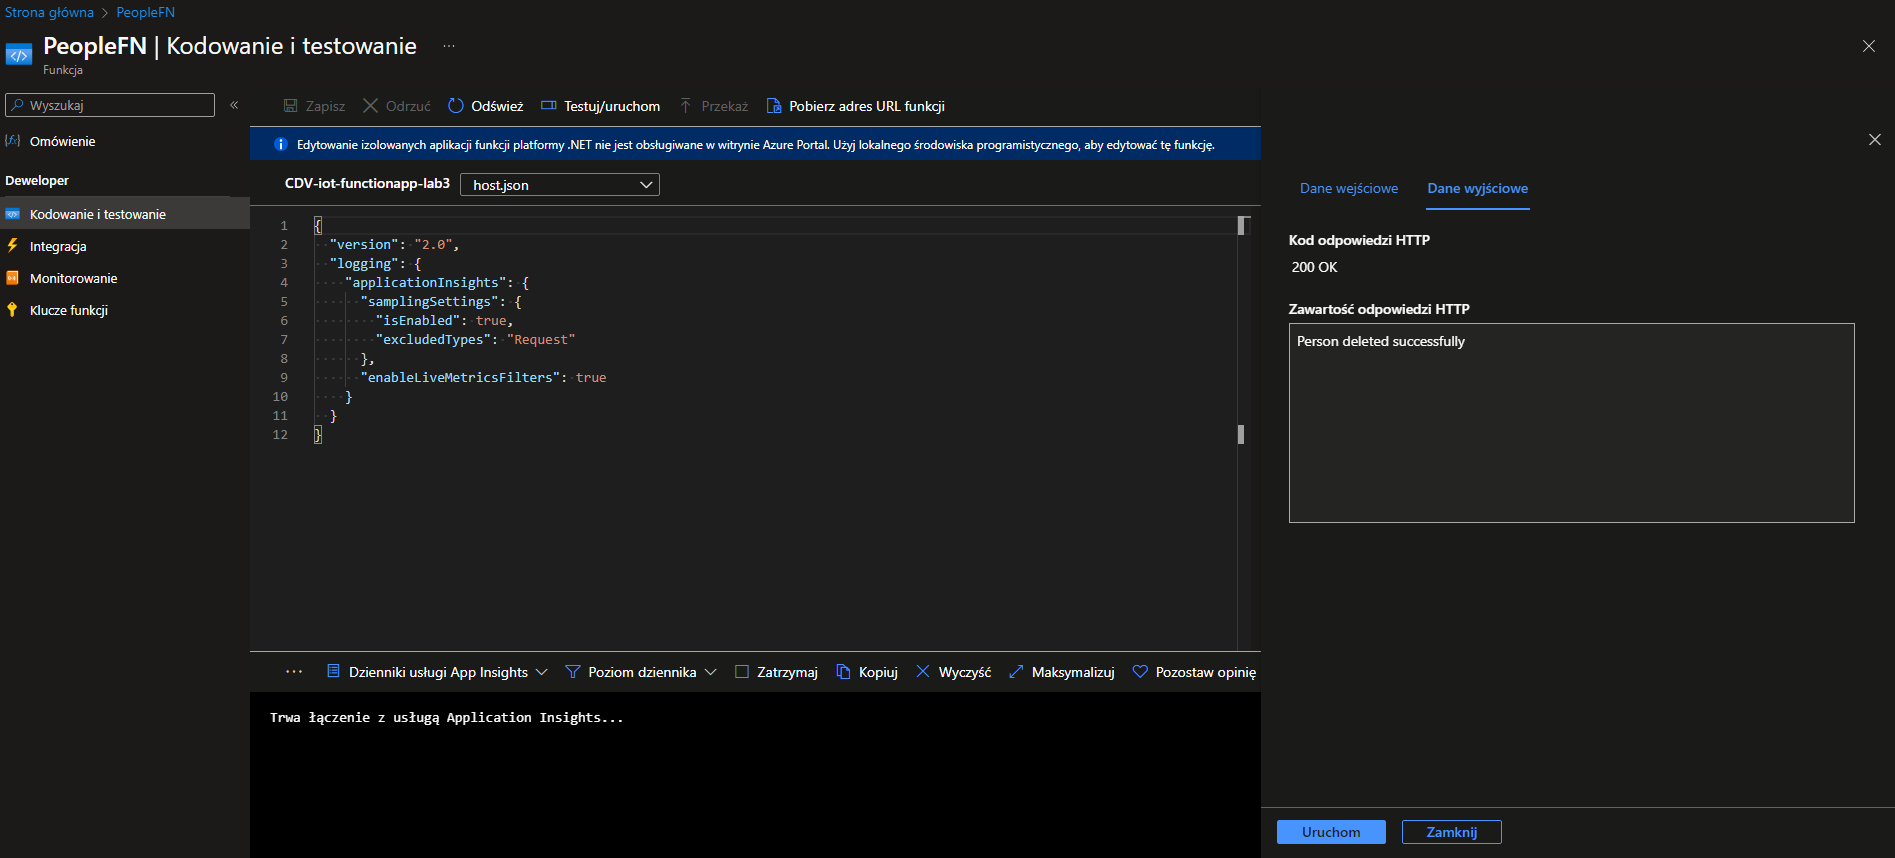 Strona główna > PeopleFN
PeopleFN | Kodowanie i testowanie ...
Funkcja
Wyszukaj
«
Omówienie
Deweloper
Kodowanie i testowanie
Integracja
Monitorowanie
Klucze funkcji
Zapisz Odrzuć Odśwież Testuj/uruchom Przekaż Pobierz adres URL funkcji
Edytowanie izolowanych aplikacji funkcji platformy .NET nie jest obsługiwane w witrynie Azure Portal. Użyj lokalnego środowiska programistycznego, aby edytować tę funkcję.
CDV-iot-functionapp-lab3 host.json
1 {
2 "version": "2.0",
3 "logging": {
4 "applicationInsights": {
5 "samplingSettings": {
6 "isEnabled": true,
7 "excludedTypes": "Request"
8 },
9 "enableLiveMetricsFilters": true
10 }
11 }
12 }
... Dzienniki usługi App Insights Poziom dziennika Zatrzymaj Kopiuj Wyczyść Maksymalizuj Pozostaw opinię
Trwa łączenie z usługą Application Insights...
Dane wejściowe Dane wyjściowe
Kod odpowiedzi HTTP
200 OK
Zawartość odpowiedzi HTTP
Person deleted successfully
Uruchom Zamknij